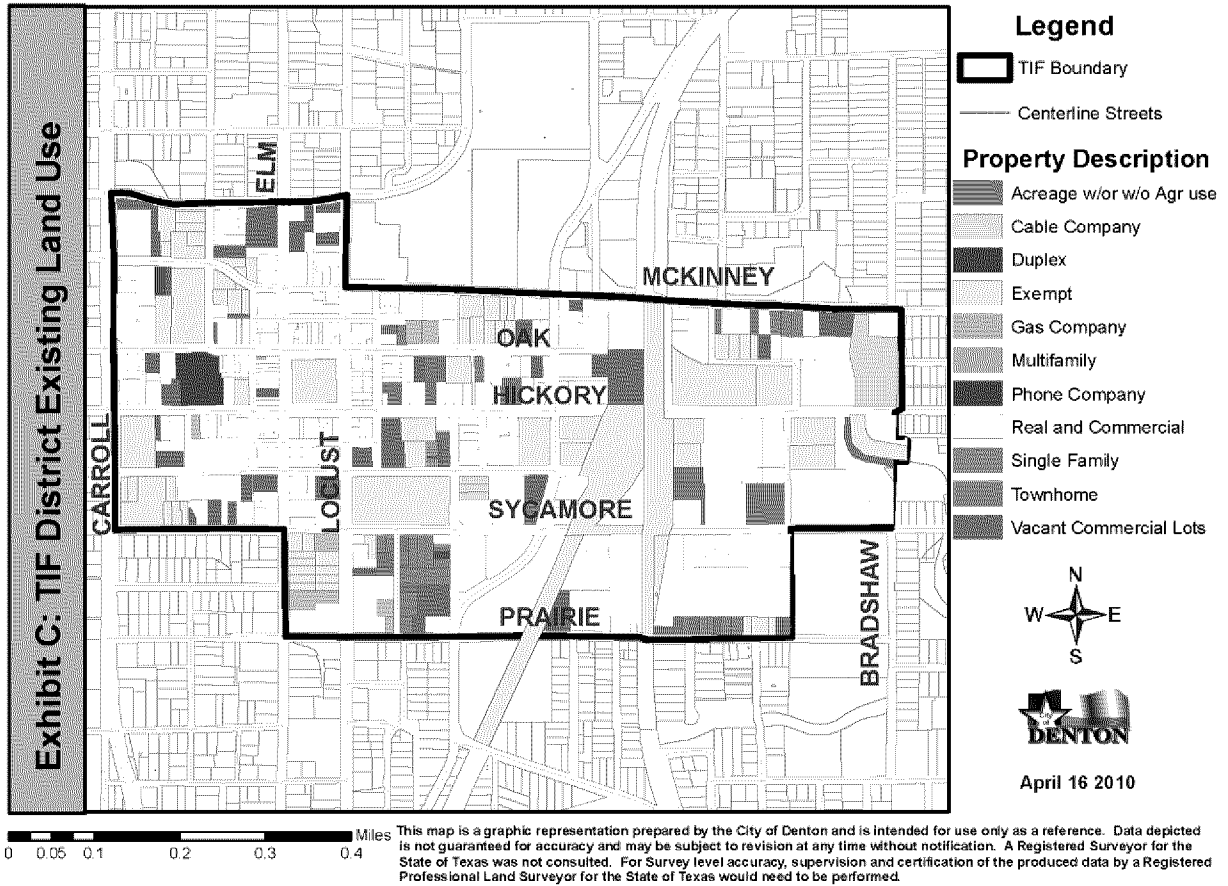 Exhibit C: TIF District Existing Land Use
ELM
MCKINNEY
OAK
HICKORY
CARROLL
LOCUST
SYCAMORE
PRAIRIE
BRADSHAW
Legend
TIF Boundary
Centerline Streets
Property Description
Acreage w/or w/o Agr use
Cable Company
Duplex
Exempt
Gas Company
Multifamily
Phone Company
Real and Commercial
Single Family
Townhome
Vacant Commercial Lots
N
W E
S
City
of
DENTON
April 16 2010
Miles
0 0.05 0.1 0.2 0.3 0.4
This map is a graphic representation prepared by the City of Denton and is intended for use only as a reference. Data depicted
is not guaranteed for accuracy and may be subject to revision at any time without notification. A Registered Surveyor for the
State of Texas was not consulted. For Survey level accuracy, supervision and certification of the produced data by a Registered
Professional Land Surveyor for the State of Texas would need to be performed.